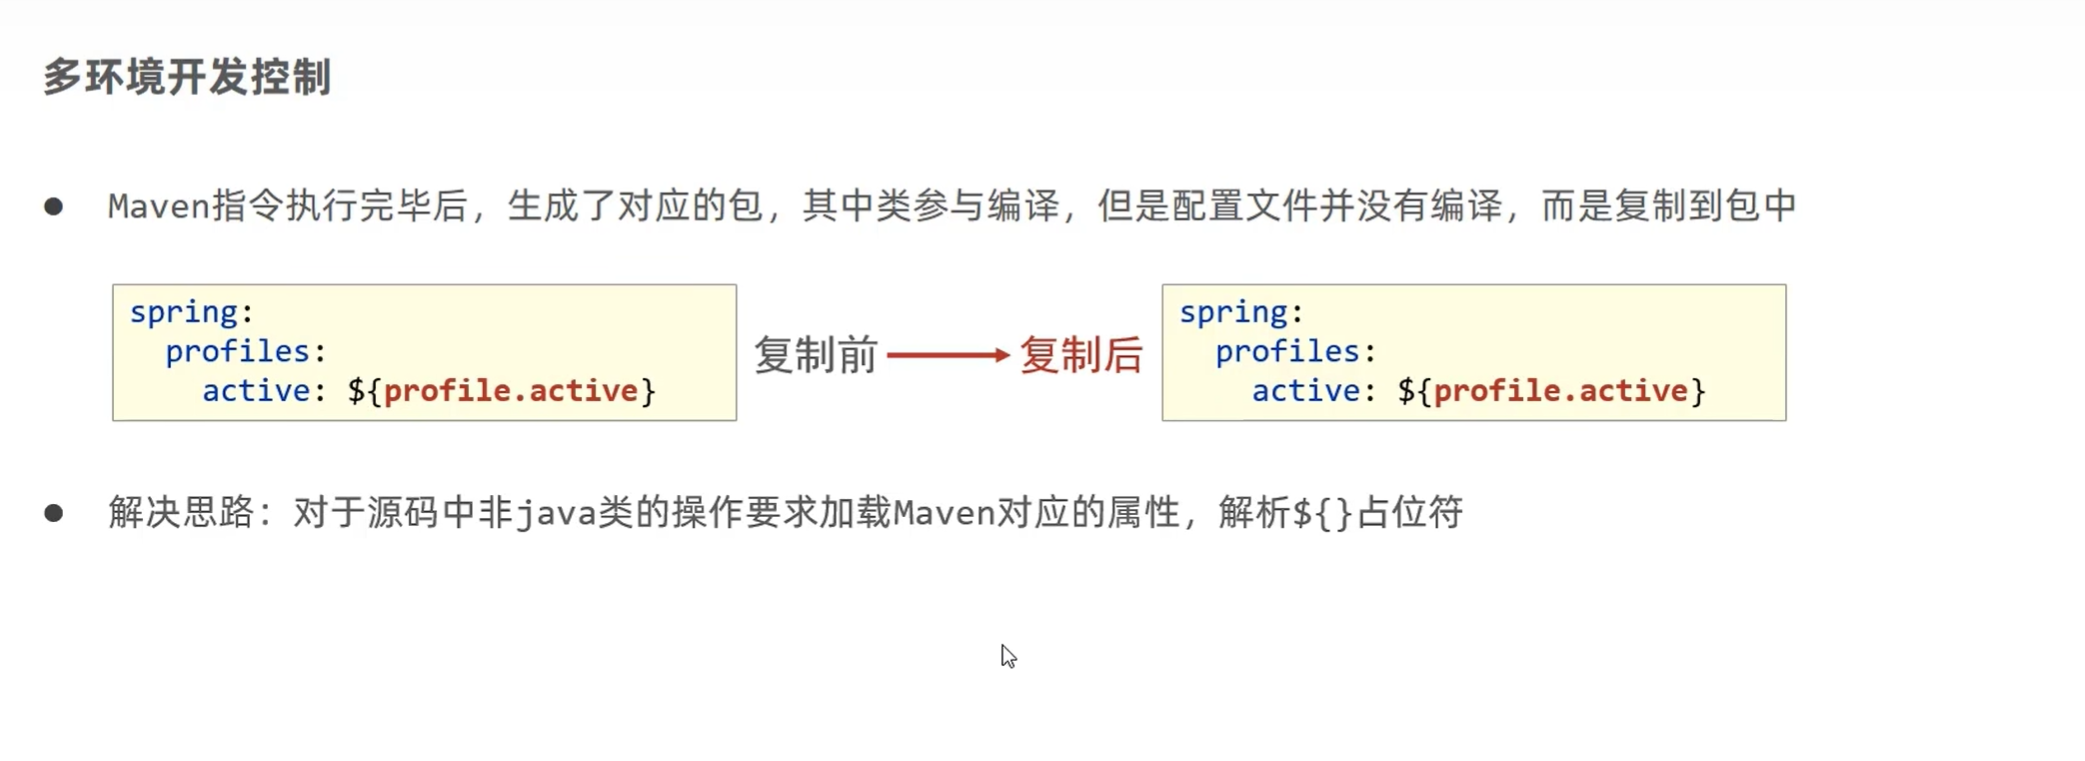 多环境开发控制
● Maven指令执行完毕后，生成了对应的包，其中类参与编译，但是配置文件并没有编译，而是复制到包中
spring:
  profiles:
    active: ${profile.active}
复制前
复制后
spring:
  profiles:
    active: ${profile.active}
● 解决思路：对于源码中非java类的操作要求加载Maven对应的属性，解析${}占位符